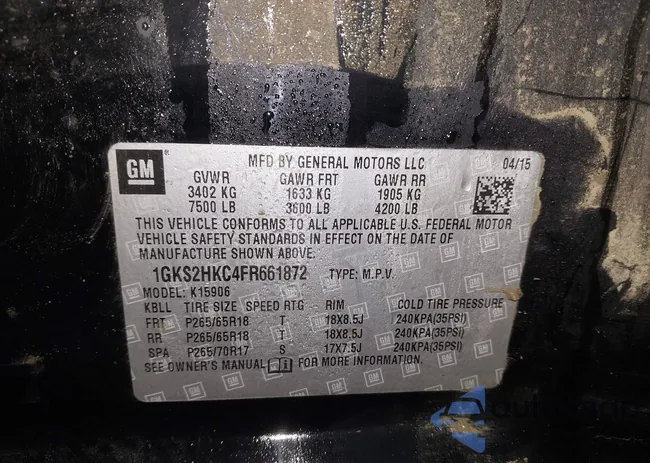 GM
MFD BY GENERAL MOTORS LLC 04/15
GVWR GAWR FRT GAWR RR
3402 KG 1633 KG 1905 KG
7500 LB 3600 LB 4200 LB
THIS VEHICLE CONFORMS TO ALL APPLICABLE U.S. FEDERAL MOTOR
VEHICLE SAFETY STANDARDS IN EFFECT ON THE DATE OF
MANUFACTURE SHOWN ABOVE.
1GKS2HKC4FR661872 TYPE: M.P.V.
MODEL: K15906
KBLL TIRE SIZE SPEED RTG RIM COLD TIRE PRESSURE
FRT P265/65R18 T 18X8.5J 240KPA(35PSI)
RR P265/65R18 T 18X8.5J 240KPA(35PSI)
SPA P265/70R17 S 17X7.5J 240KPA(35PSI)
SEE OWNER'S MANUAL FOR MORE INFORMATION.